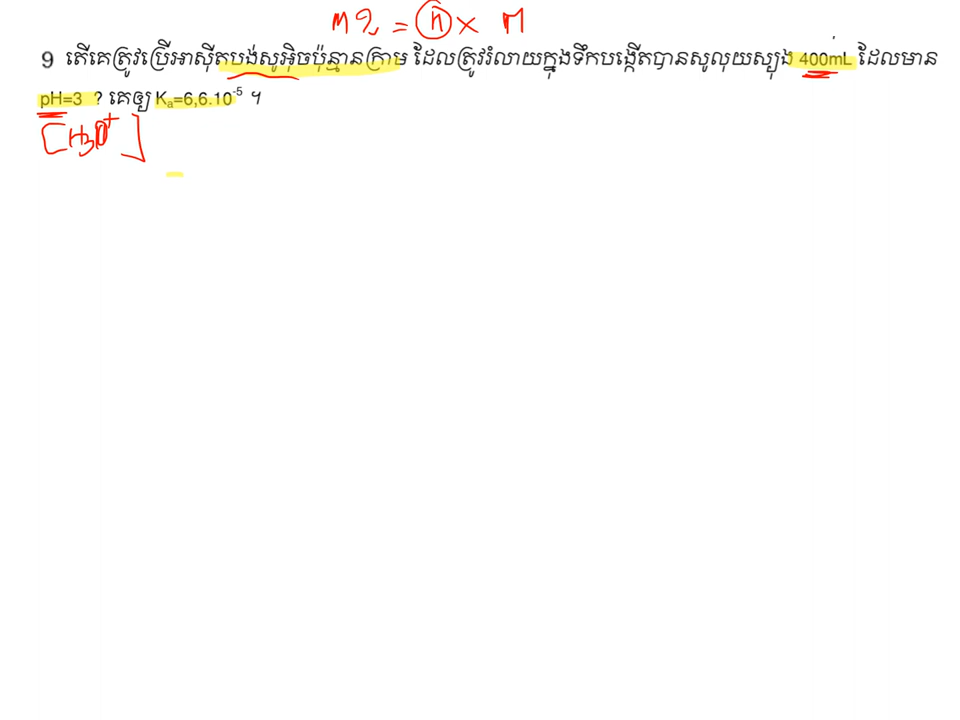 m = n × M
9 តើគេត្រូវប្រើអាស៊ីតបង់សូអ៊ិចប៉ុន្មានក្រាម ដែលត្រូវរំលាយក្នុងទឹកបង្កើតបានសូលុយស្យុង 400mL ដែលមាន
pH=3 ? គេឲ្យ Kₐ=6,6.10⁻⁵ ។
[H₃O⁺]